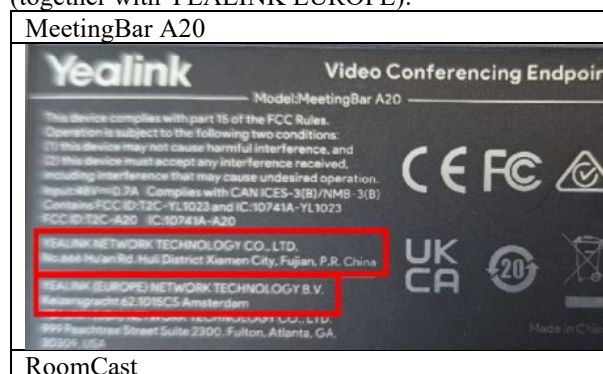 (together with YEALINK EUROPE):
MeetingBar A20
Yealink
Video Conferencing Endpoin
Model:MeetingBar A20
This device complies with part 15 of the FCC Rules.
Operation is subject to the following two conditions:
(1) this device may not cause harmful interference, and
(2) this device must accept any interference received,
including interference that may cause undesired operation.
Input:48V⎓0.7A Complies with CAN ICES-3(B)/NMB-3(B)
Contains FCC ID:T2C-YL1023 and IC:10741A-YL1023
FCC ID:T2C-A20 IC:10741A-A20
CE FC
YEALINK NETWORK TECHNOLOGY CO., LTD.
No.666 Hu'an Rd. Huli District Xiamen City, Fujian, P.R. China
UK
CA
20
YEALINK (EUROPE) NETWORK TECHNOLOGY B.V.
Keizersgracht 62,1015CS Amsterdam
NETWORK TECHNOLOGY CO., LTD.
999 Peachtree Street Suite 2300, Fulton, Atlanta, GA,
30309, USA
Made in China
RoomCast